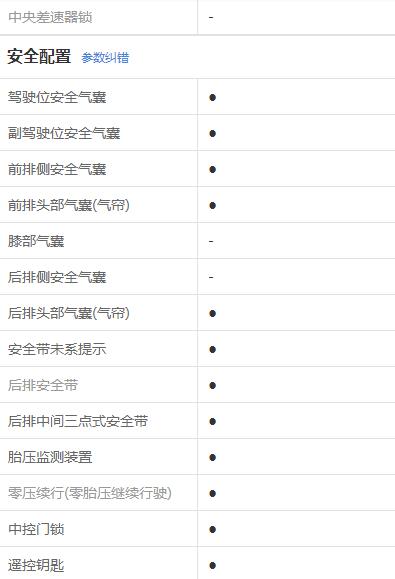 中央差速器锁 -
安全配置 参数纠错
驾驶位安全气囊 ●
副驾驶位安全气囊 ●
前排侧安全气囊 ●
前排头部气囊(气帘) ●
膝部气囊 -
后排侧安全气囊 -
后排头部气囊(气帘) ●
安全带未系提示 ●
后排安全带 ●
后排中间三点式安全带 ●
胎压监测装置 ●
零压续行(零胎压继续行驶) ●
中控门锁 ●
遥控钥匙 ●